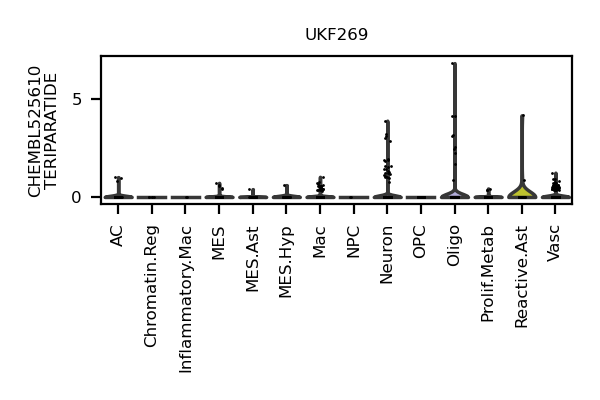 UKF269
CHEMBL525610
TERIPARATIDE
5
0
AC
Chromatin.Reg
Inflammatory.Mac
MES
MES.Ast
MES.Hyp
Mac
NPC
Neuron
OPC
Oligo
Prolif.Metab
Reactive.Ast
Vasc